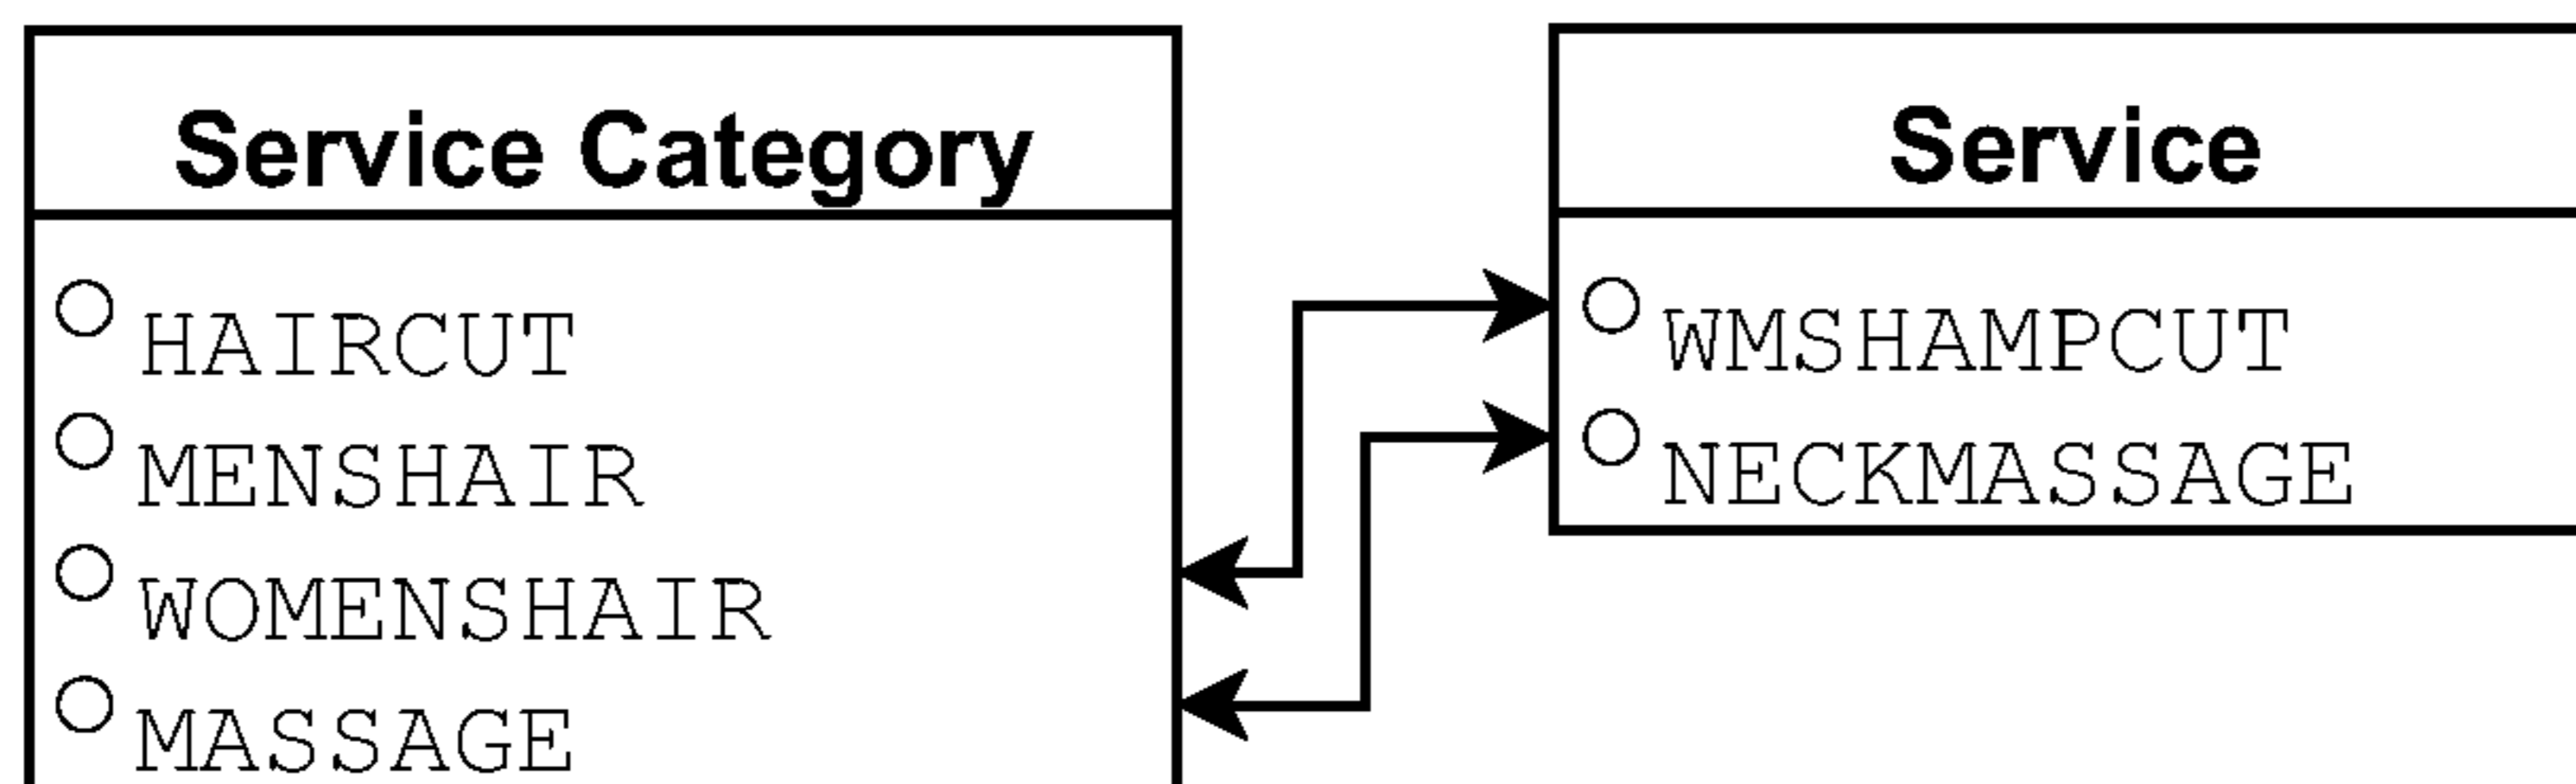 Service Category
HAIRCUT
MENSHAIR
WOMENSHAIR
MASSAGE
Service
WMSHAMPCUT
NECKMASSAGE